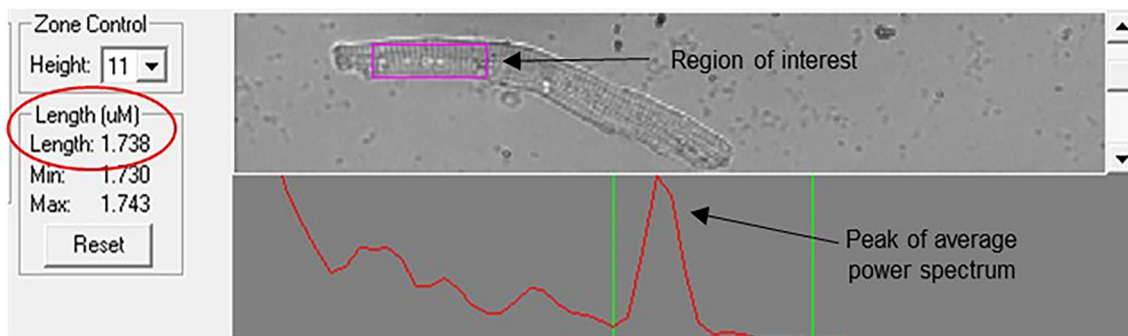 Zone Control
Height: 11
Length (uM)
Length: 1.738
Min: 1.730
Max: 1.743
Reset
Region of interest
Peak of average
power spectrum